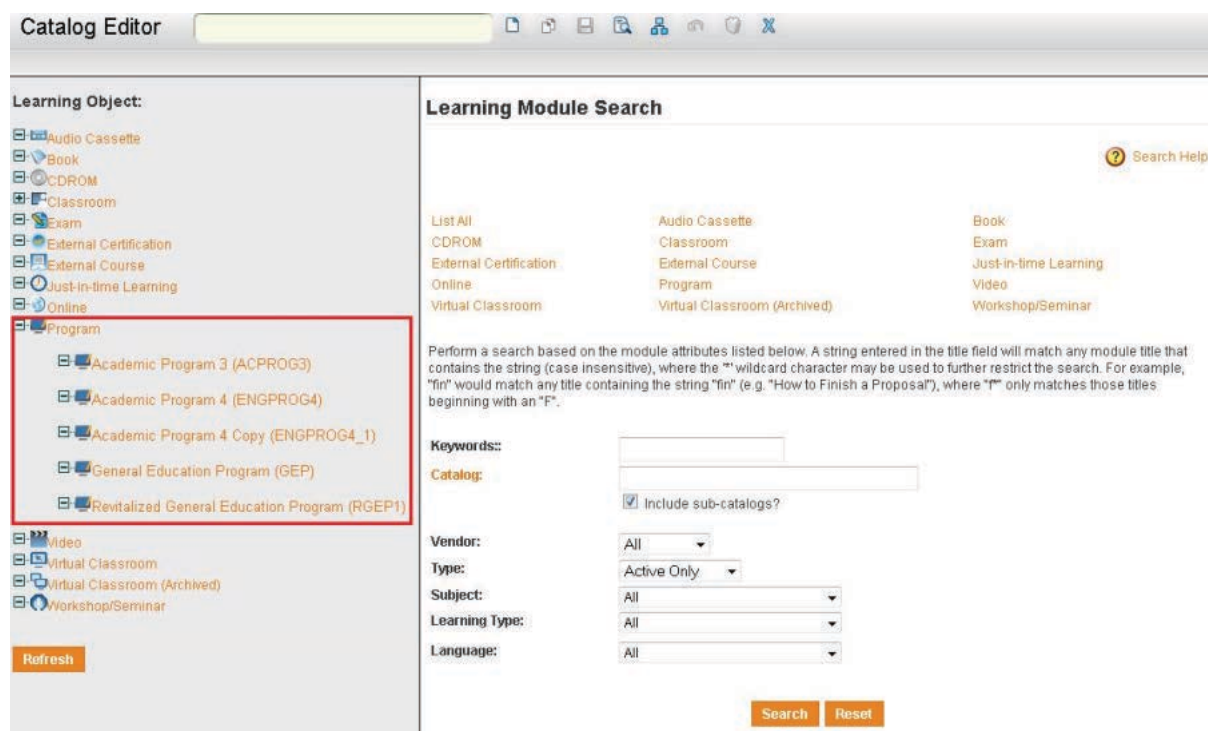 Catalog Editor
Learning Object:
Audio Cassette
Book
CDROM
Classroom
Exam
External Certification
External Course
Just-in-time Learning
Online
Program
Academic Program 3 (ACPROG3)
Academic Program 4 (ENGPROG4)
Academic Program 4 Copy (ENGPROG4_1)
General Education Program (GEP)
Revitalized General Education Program (RGEP1)
Video
Virtual Classroom
Virtual Classroom (Archived)
Workshop/Seminar
Refresh
Learning Module Search
Search Help
List All Audio Cassette Book
CDROM Classroom Exam
External Certification External Course Just-in-time Learning
Online Program Video
Virtual Classroom Virtual Classroom (Archived) Workshop/Seminar
Perform a search based on the module attributes listed below. A string entered in the title field will match any module title that
contains the string (case insensitive), where the "*" wildcard character may be used to further restrict the search. For example,
"fin" would match any title containing the string "fin" (e.g. "How to Finish a Proposal"), where "f*" only matches those titles
beginning with an "F".
Keywords::
Catalog:
Include sub-catalogs?
Vendor: All
Type: Active Only
Subject: All
Learning Type: All
Language: All
Search Reset